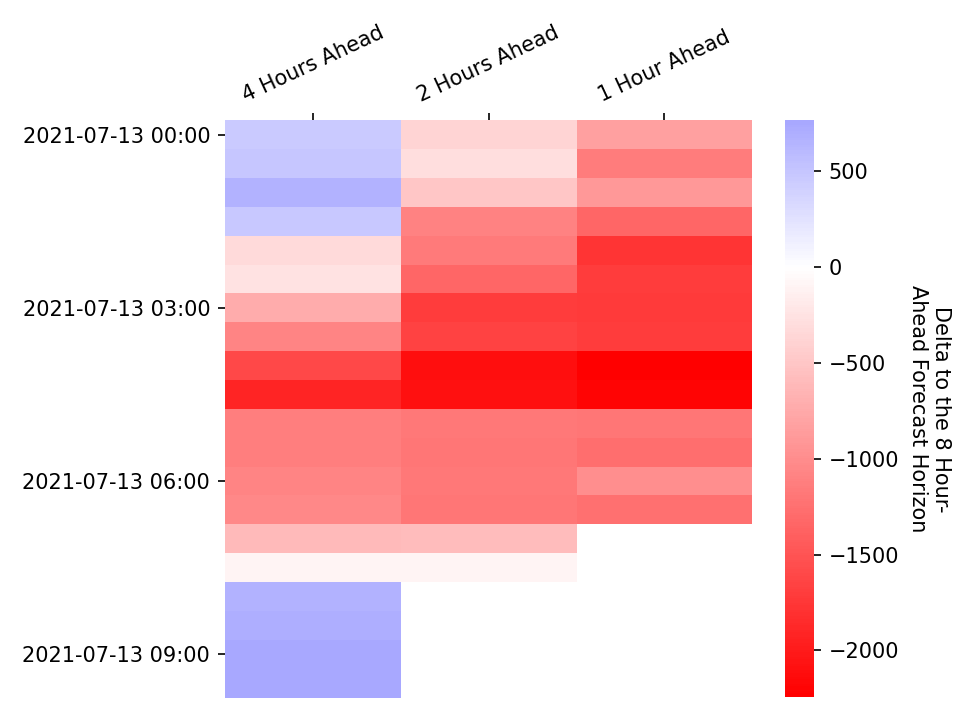 4 Hours Ahead
2 Hours Ahead
1 Hour Ahead
2021-07-13 00:00
2021-07-13 03:00
2021-07-13 06:00
2021-07-13 09:00
500
0
−500
−1000
−1500
−2000
Delta to the 8 Hour-
Ahead Forecast Horizon